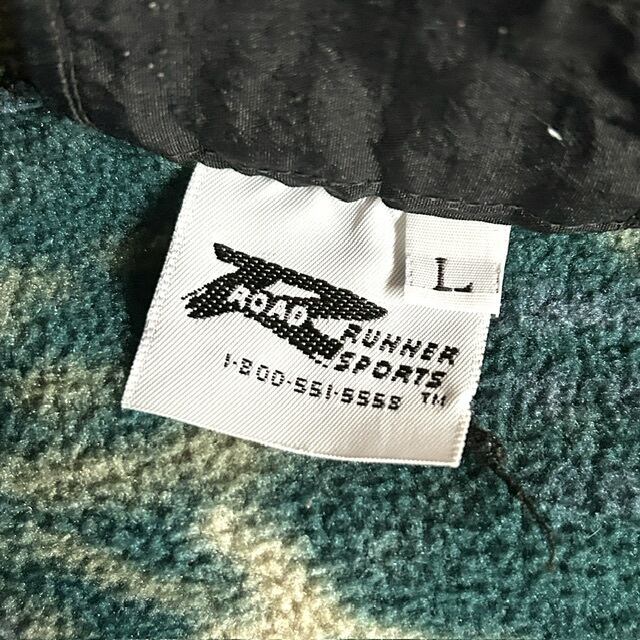 L
ROAD
RUNNER
SPORTS
1-800-551-5558 TM